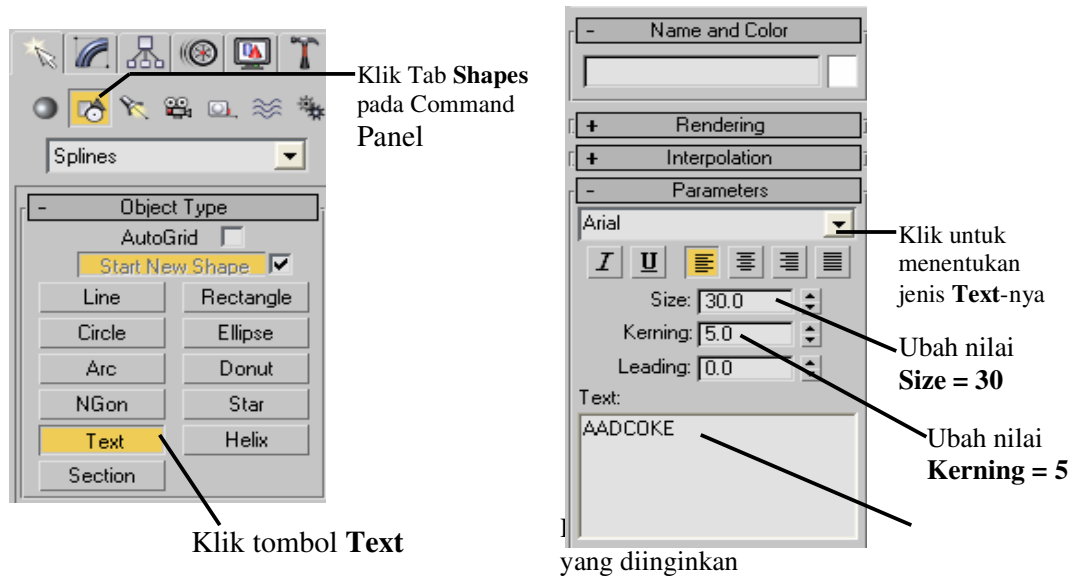 Klik Tab Shapes
pada Command
Panel
Splines
- Object Type
AutoGrid
Start New Shape
Line Rectangle
Circle Ellipse
Arc Donut
NGon Star
Text Helix
Section
Klik tombol Text
- Name and Color
+ Rendering
+ Interpolation
- Parameters
Arial
I U
Size: 30.0
Kerning: 5.0
Leading: 0.0
Text:
AADCOKE
Klik untuk
menentukan
jenis Text-nya
Ubah nilai
Size = 30
Ubah nilai
Kerning = 5
yang diinginkan